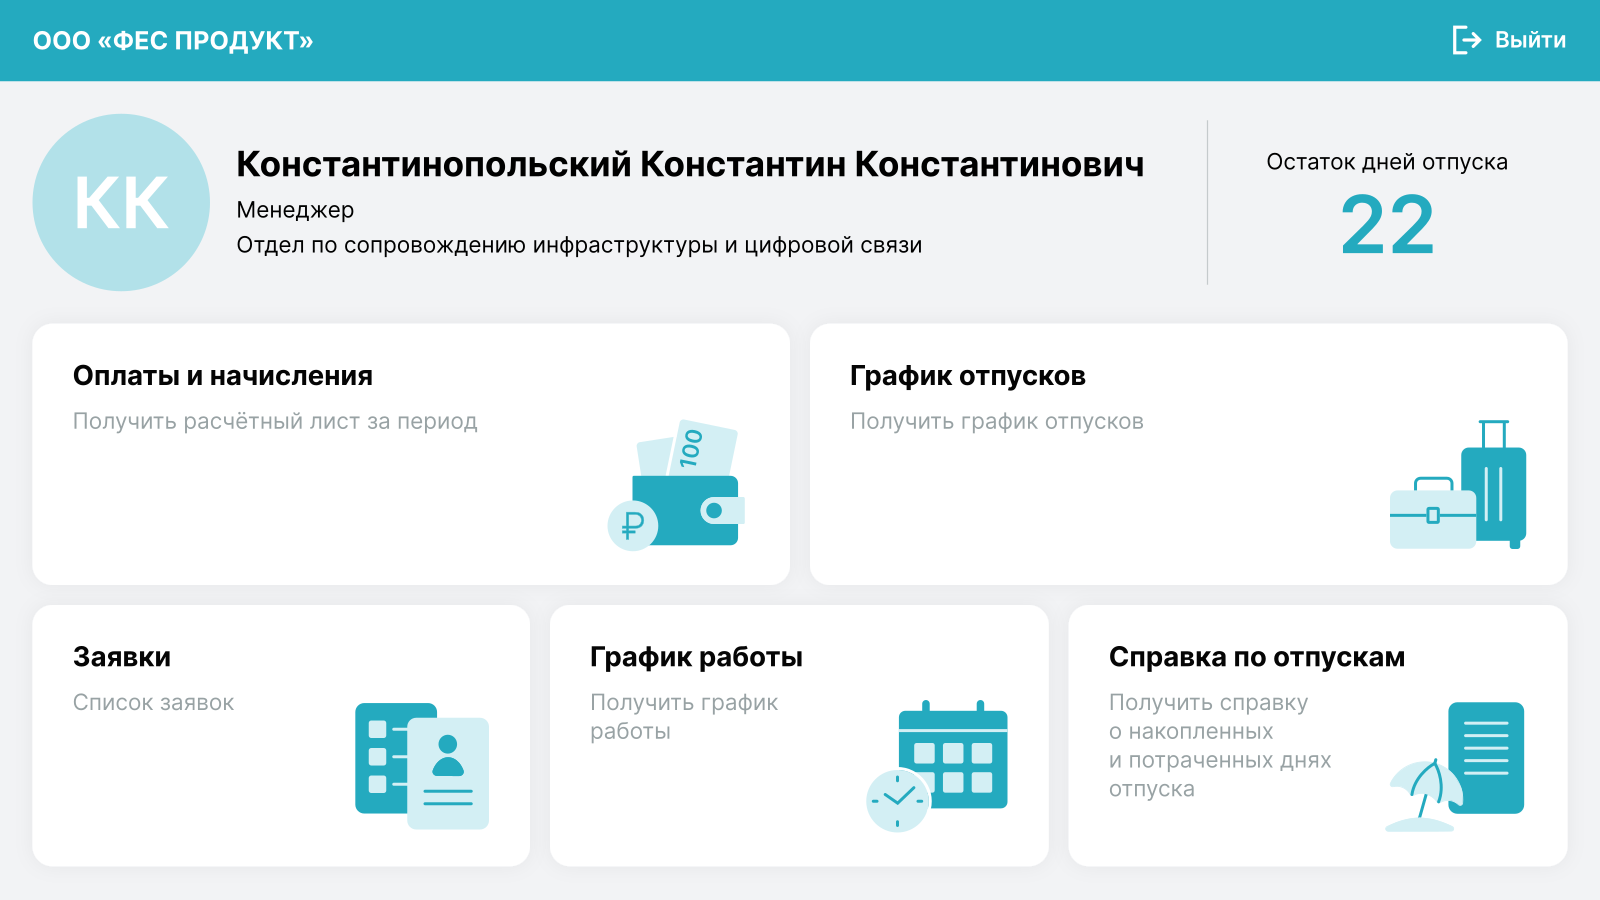 ООО «ФЕС ПРОДУКТ»
Выйти
КК
Константинопольский Константин Константинович
Менеджер
Отдел по сопровождению инфраструктуры и цифровой связи
Остаток дней отпуска
22
Оплаты и начисления
Получить расчётный лист за период
100
₽
График отпусков
Получить график отпусков
Заявки
Список заявок
График работы
Получить график
работы
Справка по отпускам
Получить справку
о накопленных
и потраченных днях
отпуска